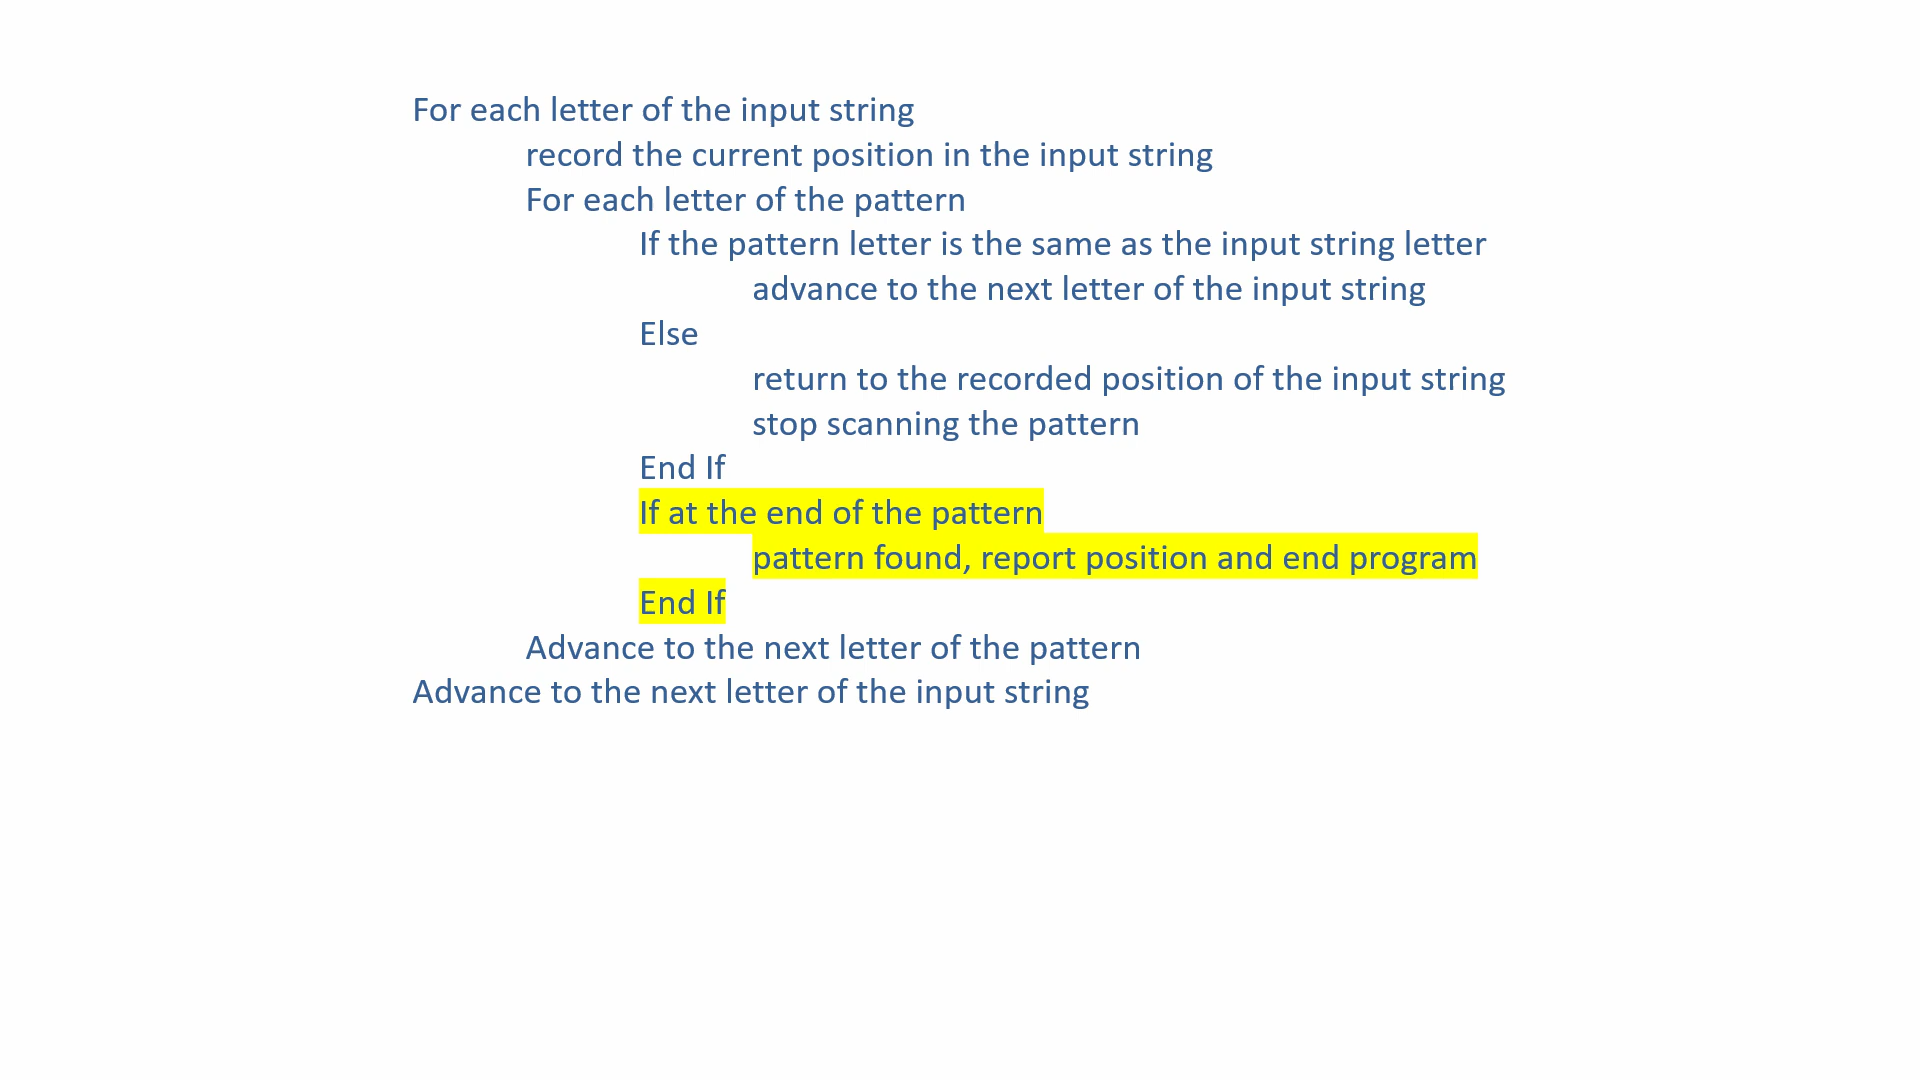 For each letter of the input string
record the current position in the input string
For each letter of the pattern
If the pattern letter is the same as the input string letter
advance to the next letter of the input string
Else
return to the recorded position of the input string
stop scanning the pattern
End If
If at the end of the pattern
pattern found, report position and end program
End If
Advance to the next letter of the pattern
Advance to the next letter of the input string